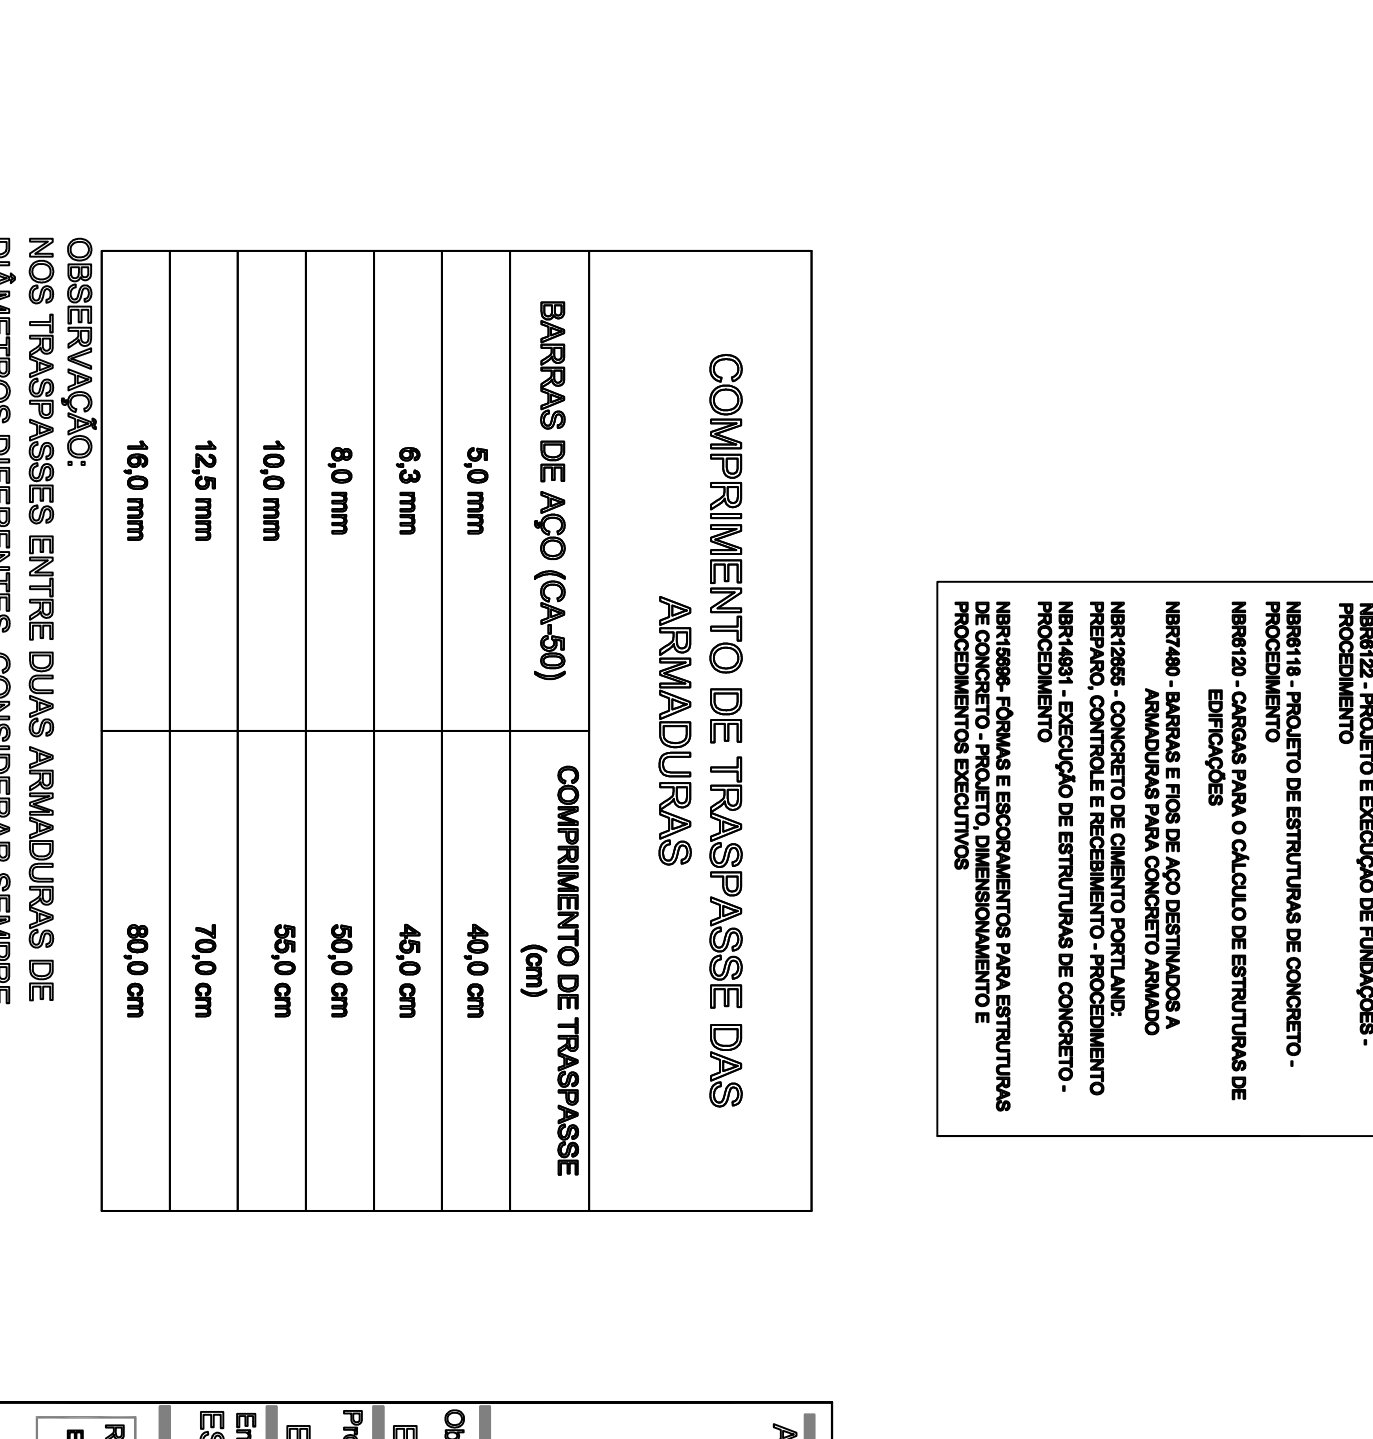 NBR6122 - PROJETO E EXECUÇÃO DE FUNDAÇÕES -
PROCEDIMENTO
NBR6118 - PROJETO DE ESTRUTURAS DE CONCRETO -
PROCEDIMENTO
NBR6120 - CARGAS PARA O CÁLCULO DE ESTRUTURAS DE
EDIFICAÇÕES
NBR7480 - BARRAS E FIOS DE AÇO DESTINADOS A
ARMADURAS PARA CONCRETO ARMADO
NBR12655 - CONCRETO DE CIMENTO PORTLAND:
PREPARO, CONTROLE E RECEBIMENTO - PROCEDIMENTO
NBR14931 - EXECUÇÃO DE ESTRUTURAS DE CONCRETO -
PROCEDIMENTO
NBR15696- FÔRMAS E ESCORAMENTOS PARA ESTRUTURAS
DE CONCRETO - PROJETO, DIMENSIONAMENTO E
PROCEDIMENTOS EXECUTIVOS
COMPRIMENTO DE TRASPASSE DAS
ARMADURAS
BARRAS DE AÇO (CA-50) COMPRIMENTO DE TRASPASSE
(cm)
5,0 mm 40,0 cm
6,3 mm 45,0 cm
8,0 mm 50,0 cm
10,0 mm 55,0 cm
12,5 mm 70,0 cm
16,0 mm 80,0 cm
OBSERVAÇÃO:
NOS TRASPASSES ENTRE DUAS ARMADURAS DE
DIÂMETROS DIFERENTES, CONSIDERAR SEMPRE